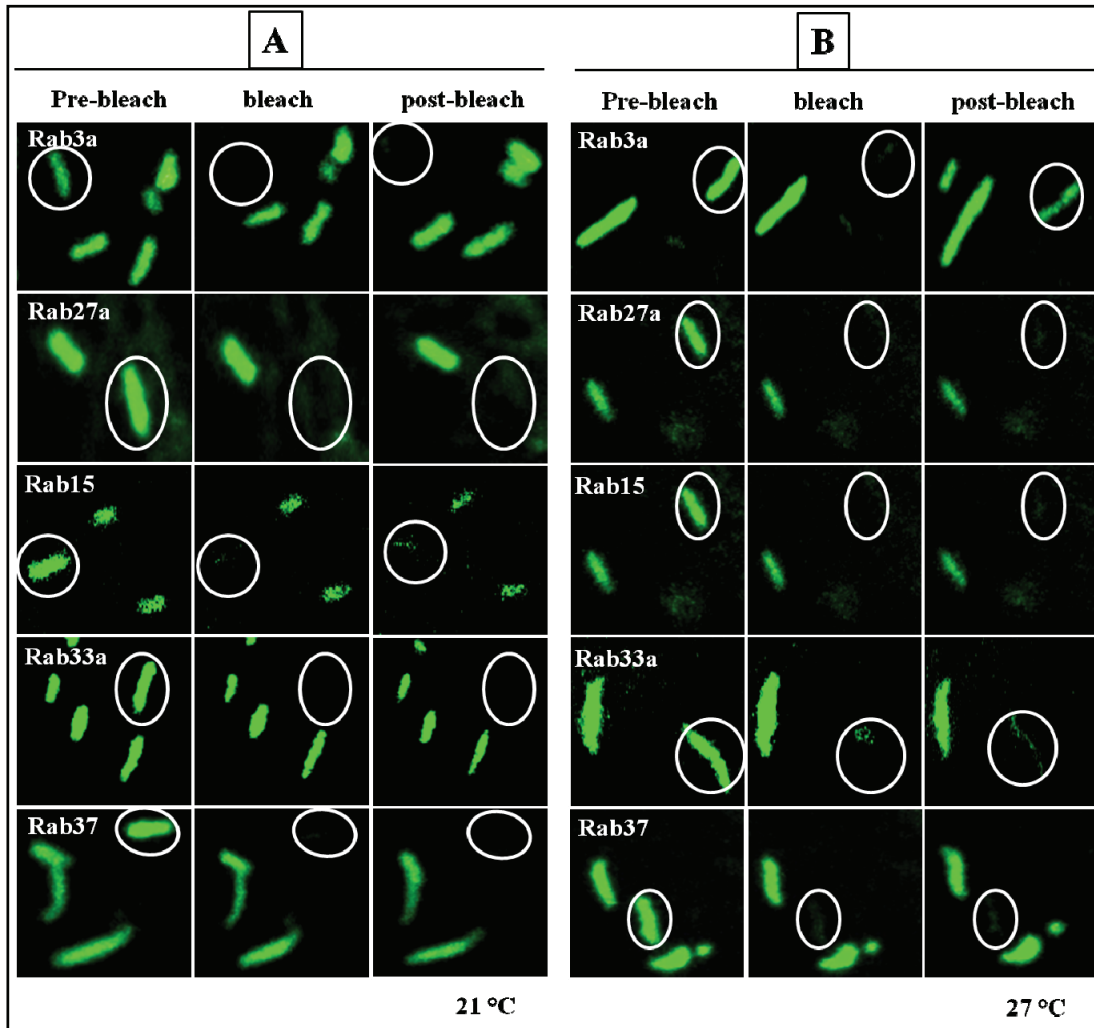 A
B
Pre-bleach bleach post-bleach
Pre-bleach bleach post-bleach
Rab3a
Rab3a
Rab27a
Rab27a
Rab15
Rab15
Rab33a
Rab33a
Rab37
Rab37
21 °C
27 °C